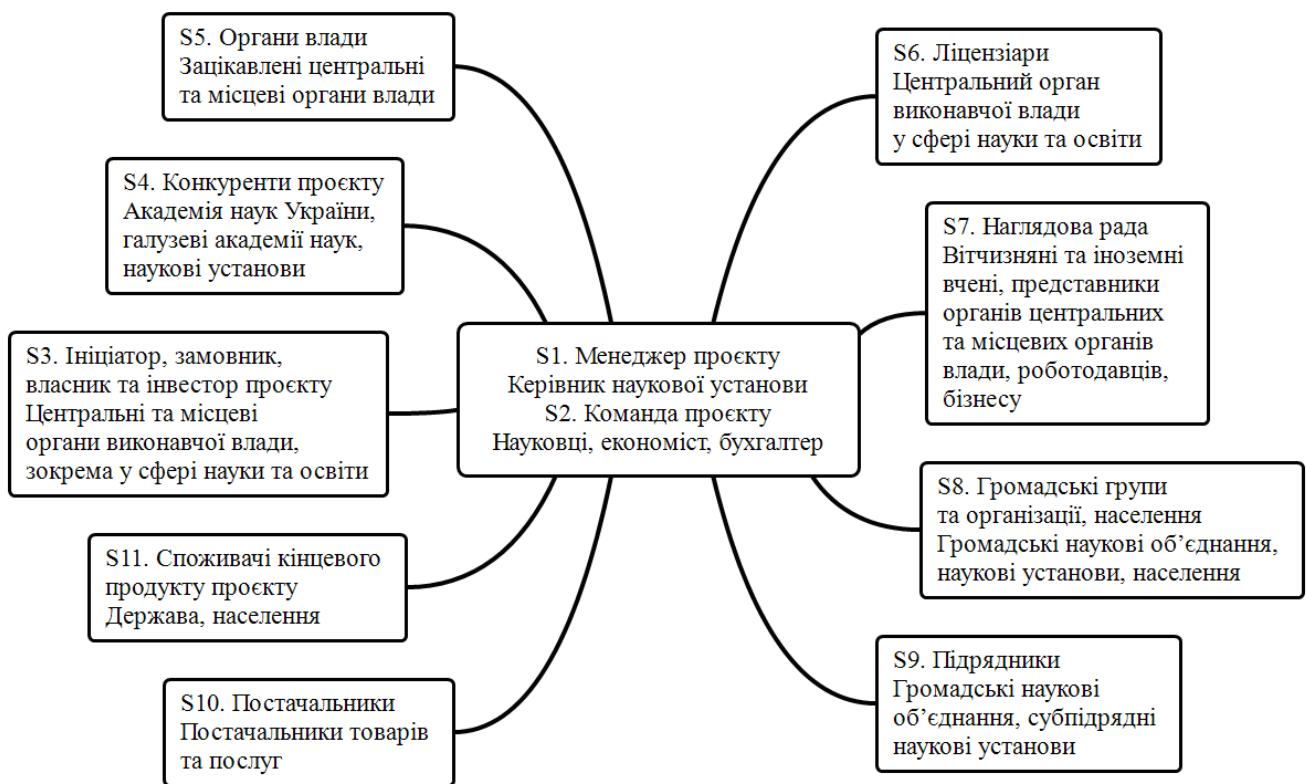 S5. Органи влади
Зацікавлені центральні
та місцеві органи влади
S6. Ліцензіари
Центральний орган
виконавчої влади
у сфері науки та освіти
S4. Конкуренти проєкту
Академія наук України,
галузеві академії наук,
наукові установи
S7. Наглядова рада
Вітчизняні та іноземні
вчені, представники
органів центральних
та місцевих органів
влади, роботодавців,
бізнесу
S3. Ініціатор, замовник,
власник та інвестор проєкту
Центральні та місцеві
органи виконавчої влади,
зокрема у сфері науки та освіти
S1. Менеджер проєкту
Керівник наукової установи
S2. Команда проєкту
Науковці, економіст, бухгалтер
S8. Громадські групи
та організації, населення
Громадські наукові об’єднання,
наукові установи, населення
S11. Споживачі кінцевого
продукту проєкту
Держава, населення
S9. Підрядники
Громадські наукові
об’єднання, субпідрядні
наукові установи
S10. Постачальники
Постачальники товарів
та послуг